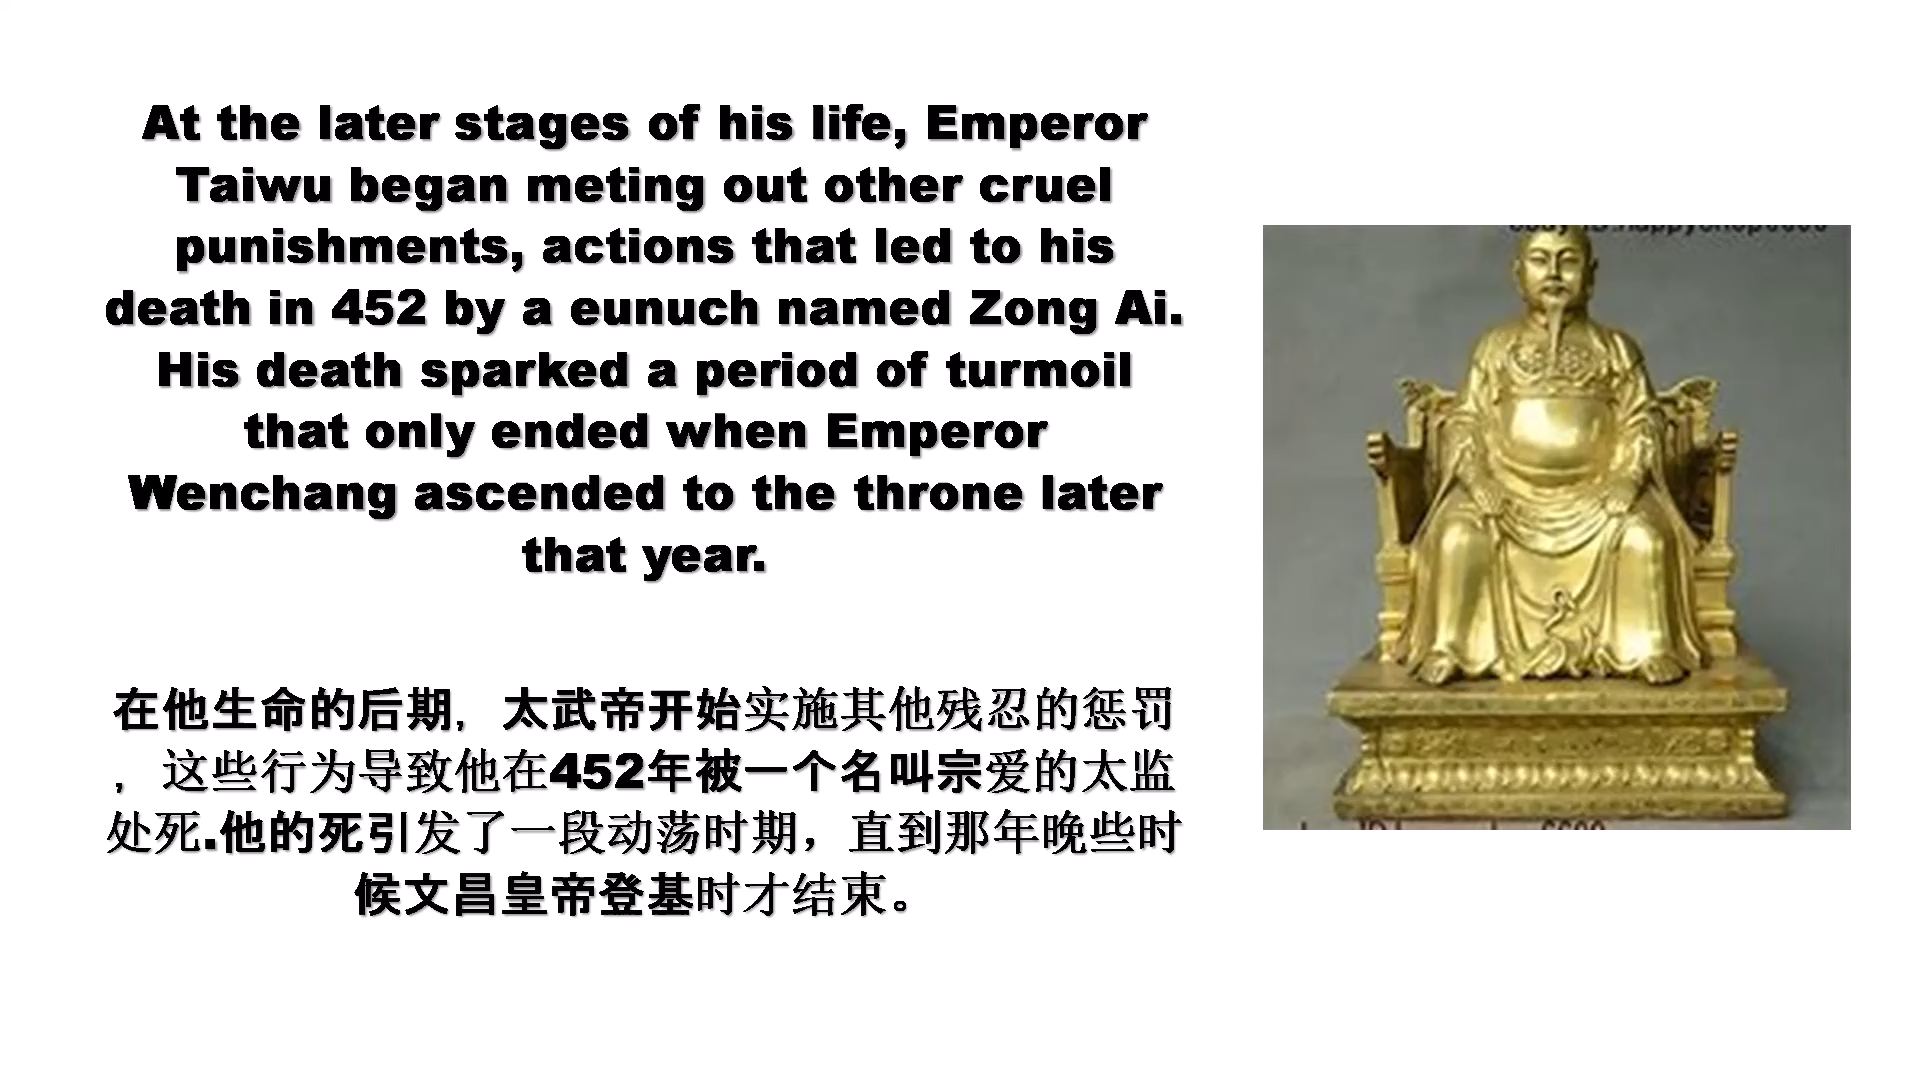 At the later stages of his life, Emperor
Taiwu began meting out other cruel
punishments, actions that led to his
death in 452 by a eunuch named Zong Ai.
His death sparked a period of turmoil
that only ended when Emperor
Wenchang ascended to the throne later
that year.
在他生命的后期，太武帝开始实施其他残忍的惩罚
，这些行为导致他在452年被一个名叫宗爱的太监
处死.他的死引发了一段动荡时期，直到那年晚些时
候文昌皇帝登基时才结束。